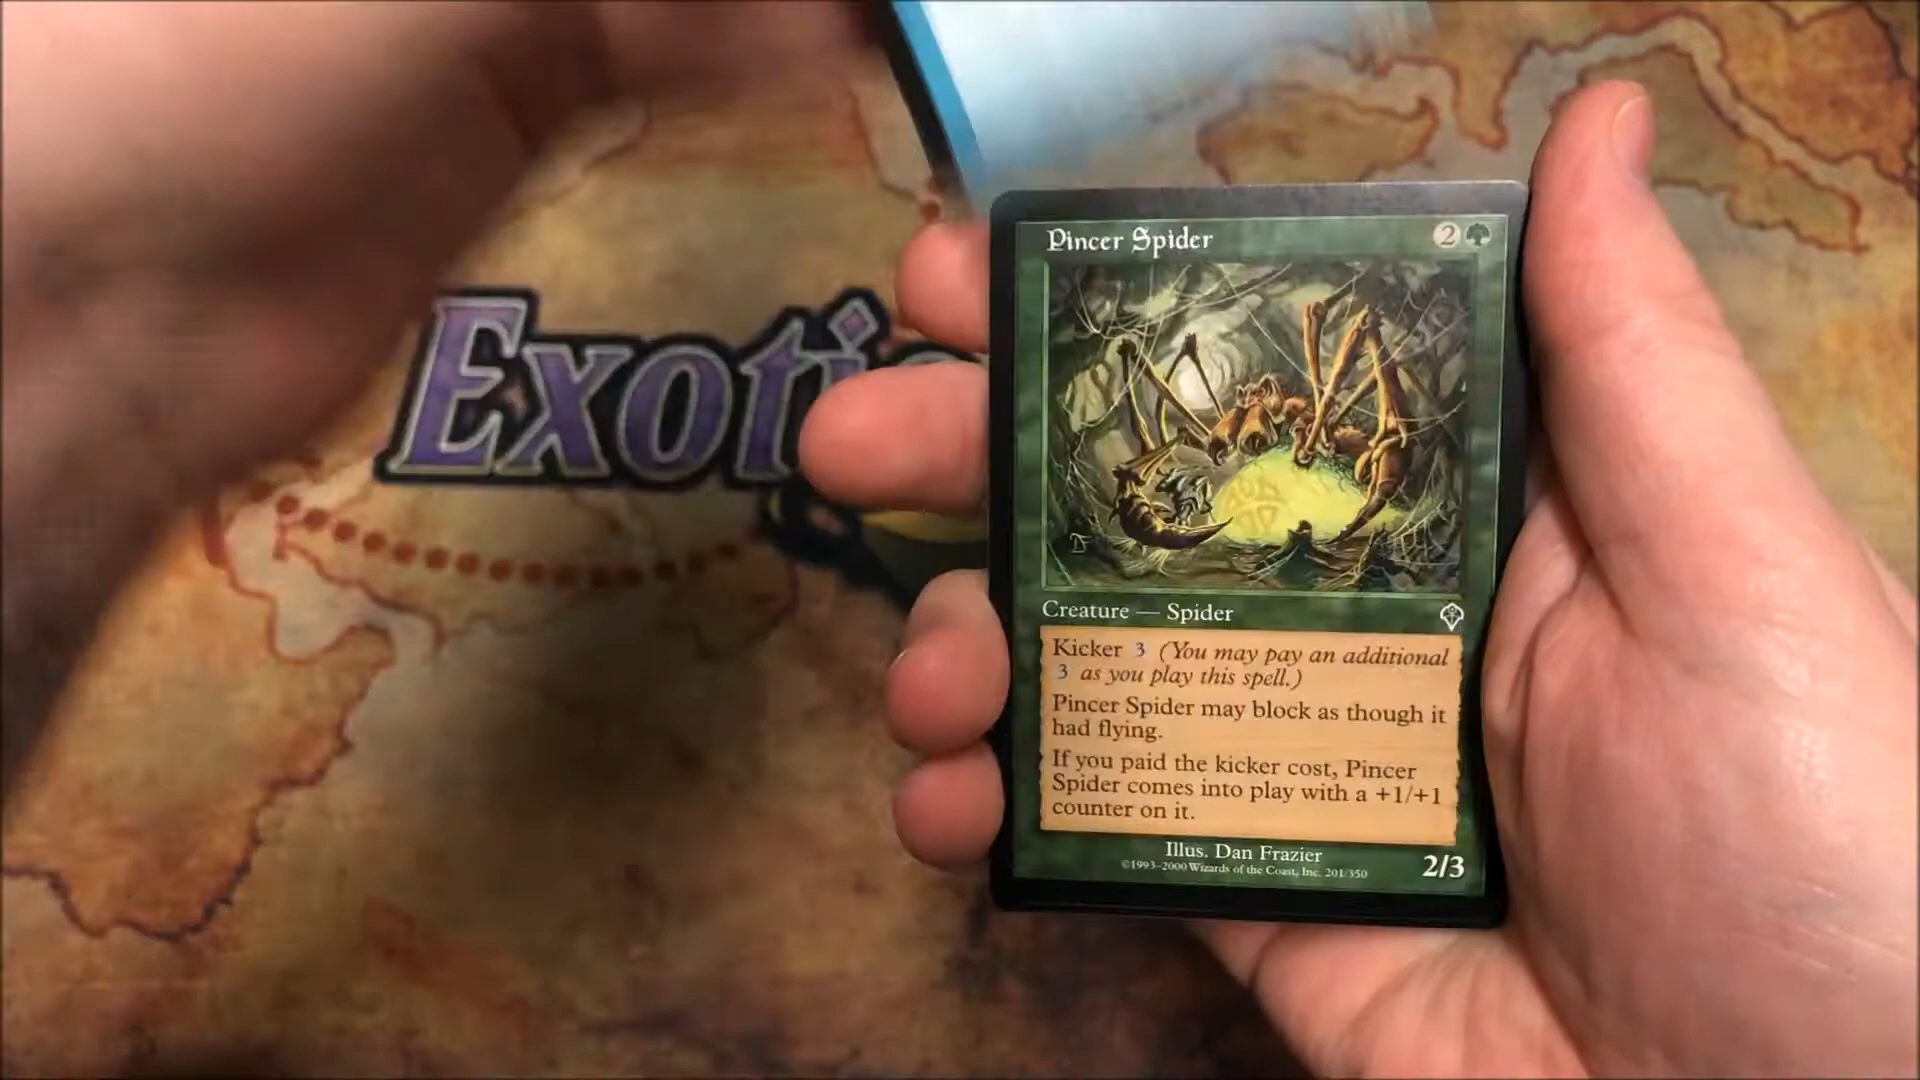 Exoti
Pincer Spider 2
Creature — Spider
Kicker 3 (You may pay an additional
3 as you play this spell.)
Pincer Spider may block as though it
had flying.
If you paid the kicker cost, Pincer
Spider comes into play with a +1/+1
counter on it.
Illus. Dan Frazier
©1993–2000 Wizards of the Coast, Inc. 201/350
2/3